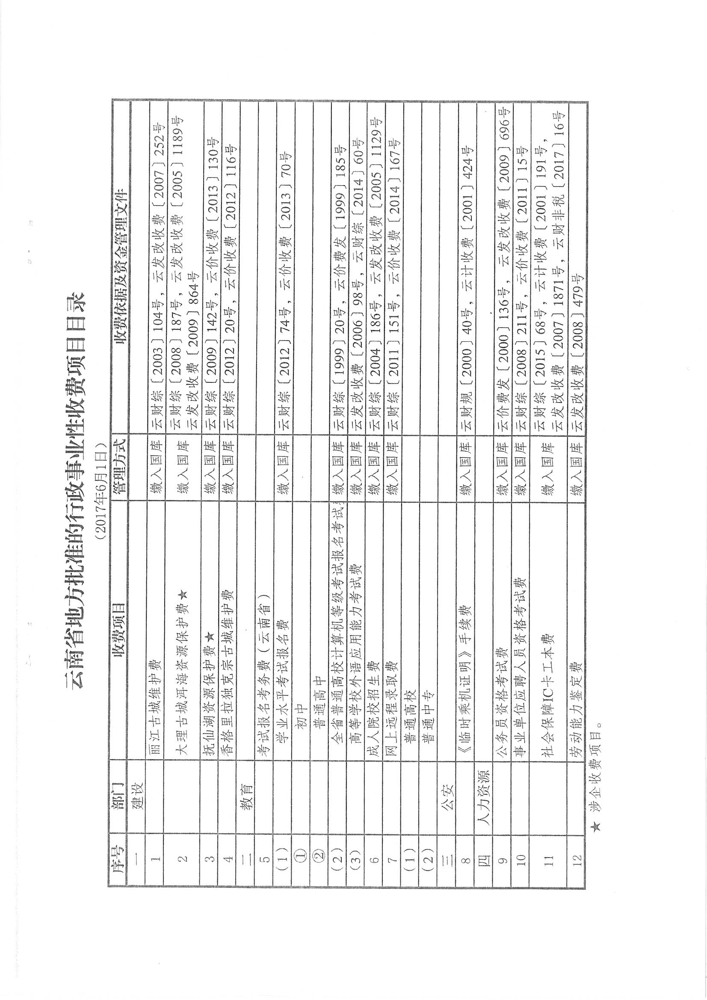 云南省地方批准的行政事业性收费项目目录
（2017年6月1日）
序号 部门 收费项目 管理方式 收费依据及资金管理文件
一 建设
1 丽江古城维护费 缴入国库 云财综〔2003〕104号，云发改收费〔2007〕252号
2 大理古城洱海资源保护费★ 缴入国库 云财综〔2008〕187号，云发改收费〔2005〕1189号
云发改收费〔2009〕864号
3 抚仙湖资源保护费★ 缴入国库 云财综〔2009〕142号，云价收费〔2013〕130号
4 香格里拉独克宗古城维护费 缴入国库 云财综〔2012〕20号，云价收费〔2012〕116号
二 教育
5 考试报名考务费（云南省）
（1） 学业水平考试报名费 缴入国库 云财综〔2012〕74号，云价收费〔2013〕70号
① 初中
② 普通高中
（2） 全省普通高校计算机等级考试报名考试 缴入国库 云财综〔1999〕20号，云价费发〔1999〕185号
（3） 高等学校外语应用能力考试费 缴入国库 云发改收费〔2006〕98号，云财综〔2014〕60号
6 成人院校招生费 缴入国库 云财综〔2004〕186号，云发改收费〔2005〕1129号
7 网上远程录取费 缴入国库 云财综〔2011〕151号，云价收费〔2014〕167号
（1） 普通高校
（2） 普通中专
三 公安
8 《临时乘机证明》手续费 缴入国库 云财规〔2000〕40号，云计收费〔2001〕424号
四 人力资源
9 公务员资格考试费 缴入国库 云价费发〔2000〕136号，云发改收费〔2009〕696号
10 事业单位应聘人员资格考试费 缴入国库 云财综〔2008〕211号，云价收费〔2011〕15号
11 社会保障IC卡工本费 缴入国库 云财综〔2015〕68号，云计收费〔2001〕191号，
云发改收费〔2007〕1871号，云财非税〔2017〕16号
12 劳动能力鉴定费 缴入国库 云发改收费〔2008〕479号
★ 涉企收费项目。